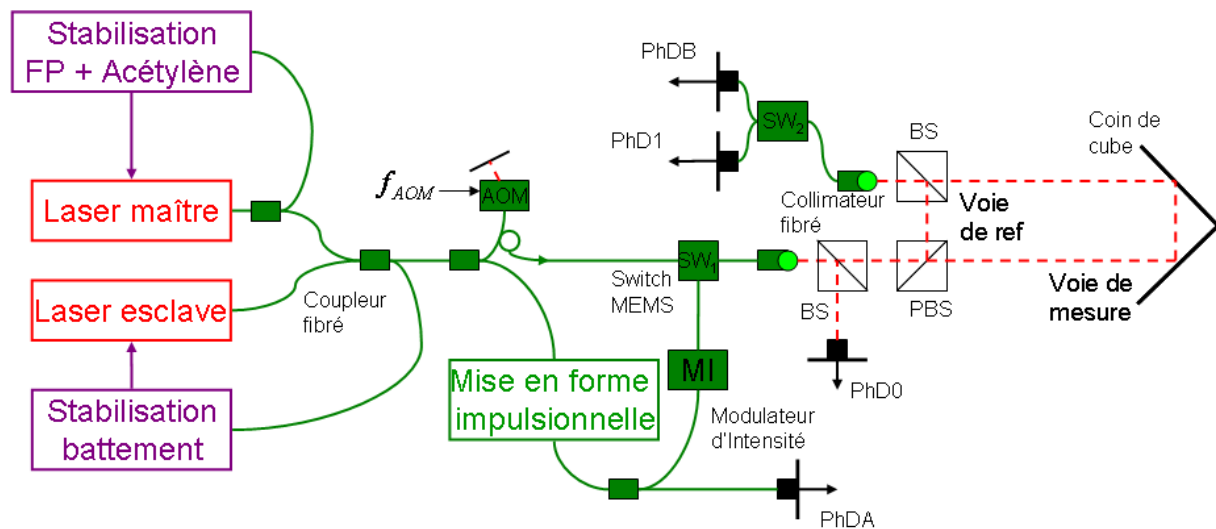 Stabilisation
FP + Acétylène
Laser maître
Laser esclave
Stabilisation
battement
Coupleur
fibré
f_AOM
AOM
Mise en forme
impulsionnelle
SW1
Switch
MEMS
MI
Modulateur
d'Intensité
PhDA
PhDB
PhD1
SW2
Collimateur
fibré
BS
PhD0
BS
Voie
de ref
PBS
Coin de
cube
Voie de
mesure